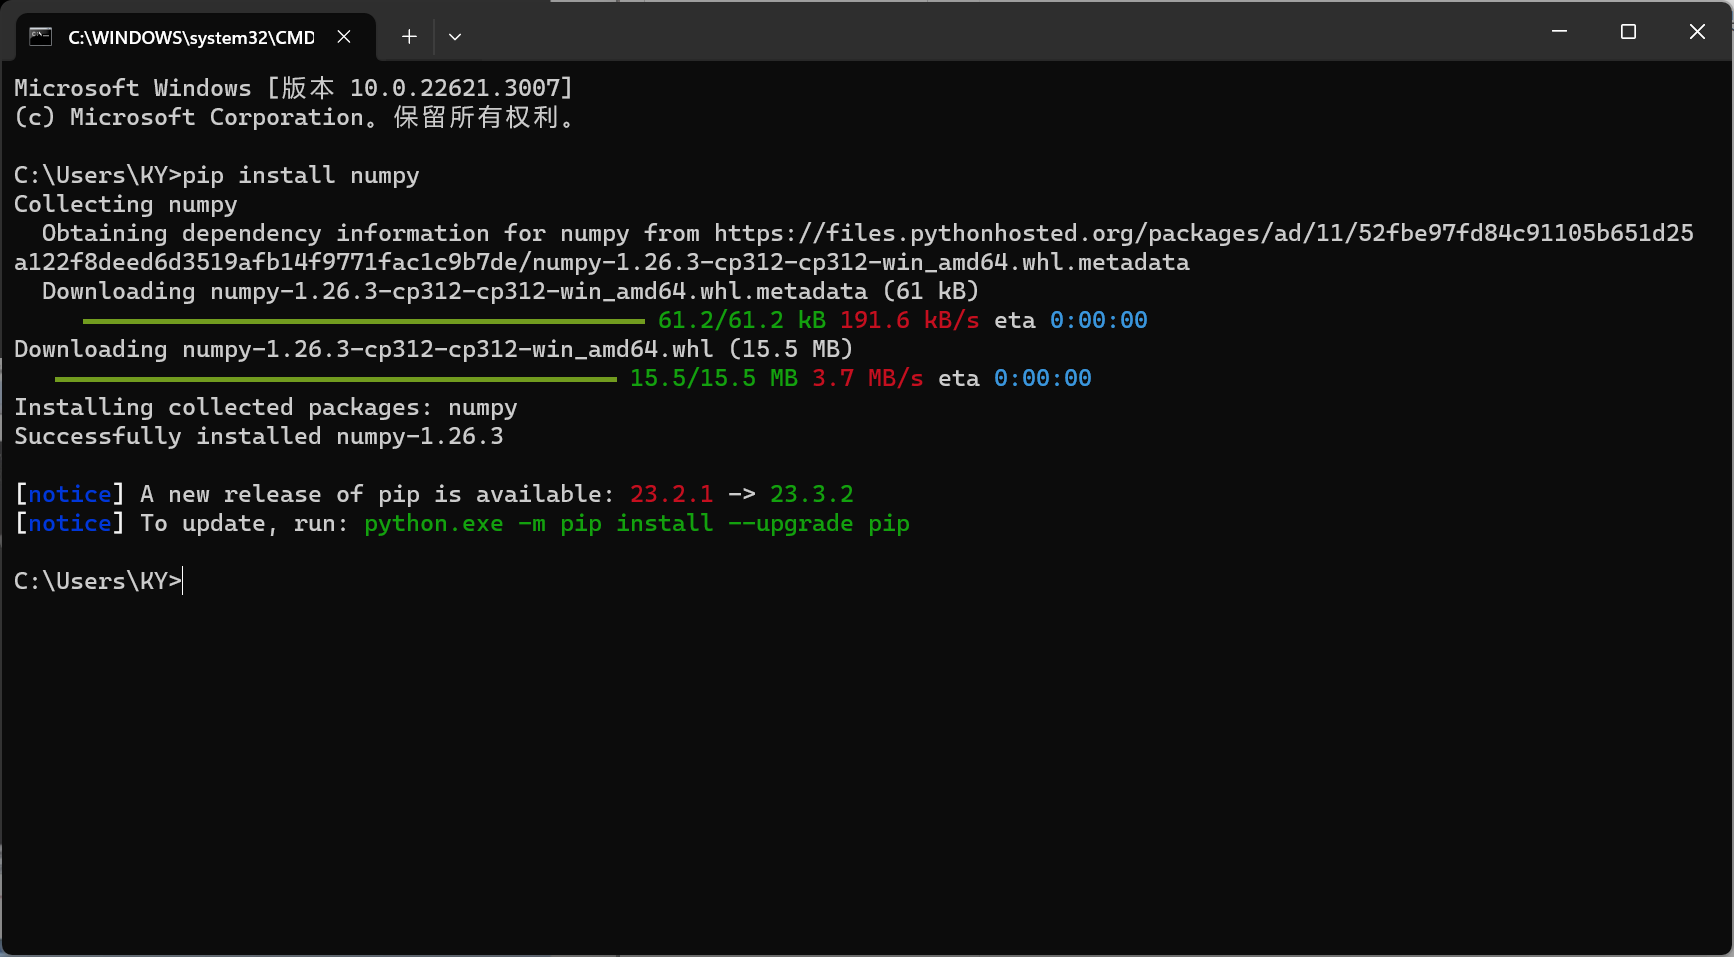 C:\WINDOWS\system32\CMD
Microsoft Windows [版本 10.0.22621.3007]
(c) Microsoft Corporation。保留所有权利。
C:\Users\KY>pip install numpy
Collecting numpy
  Obtaining dependency information for numpy from https://files.pythonhosted.org/packages/ad/11/52fbe97fd84c91105b651d25
a122f8deed6d3519afb14f9771fac1c9b7de/numpy-1.26.3-cp312-cp312-win_amd64.whl.metadata
  Downloading numpy-1.26.3-cp312-cp312-win_amd64.whl.metadata (61 kB)
61.2/61.2 kB 191.6 kB/s eta 0:00:00
Downloading numpy-1.26.3-cp312-cp312-win_amd64.whl (15.5 MB)
15.5/15.5 MB 3.7 MB/s eta 0:00:00
Installing collected packages: numpy
Successfully installed numpy-1.26.3
[notice] A new release of pip is available: 23.2.1 -> 23.3.2
[notice] To update, run: python.exe -m pip install --upgrade pip
C:\Users\KY>